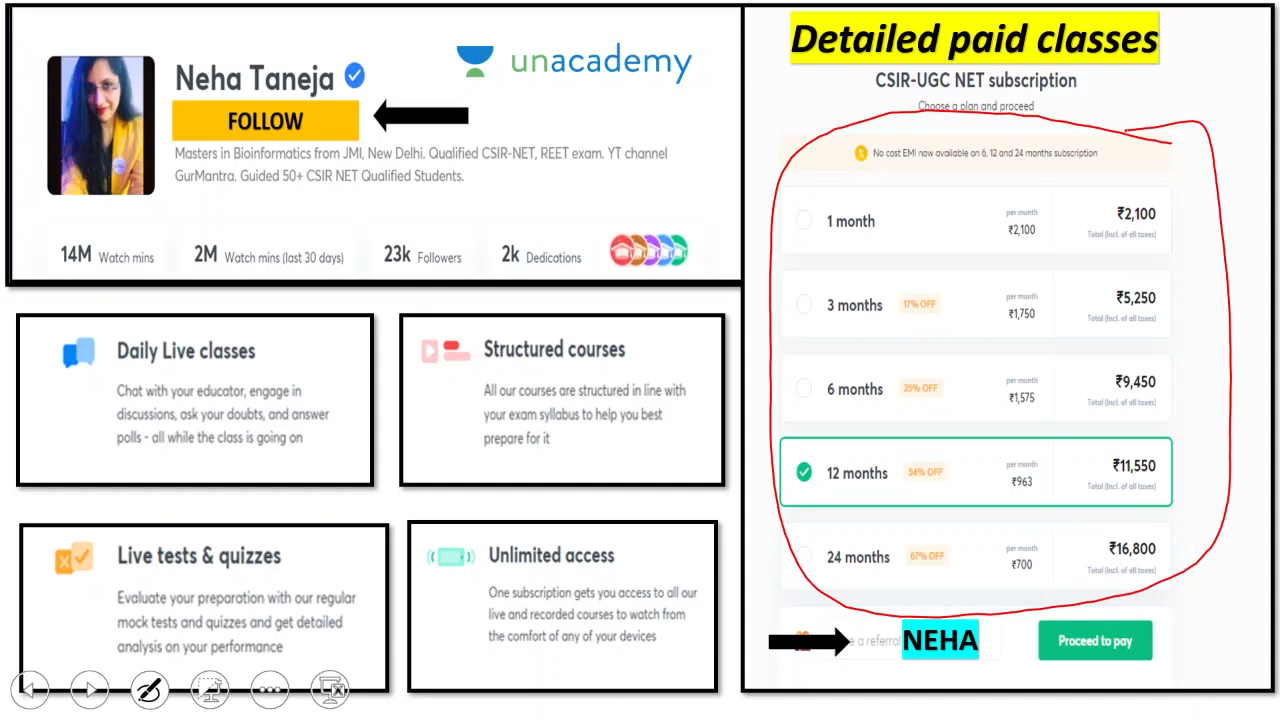 Neha Taneja
FOLLOW
Masters in Bioinformatics from JMI, New Delhi. Qualified CSIR-NET, REET exam. YT channel
GurMantra. Guided 50+ CSIR NET Qualified Students.
14M Watch mins
2M Watch mins (last 30 days)
23k Followers
2k Dedications
unacademy
Daily Live classes
Chat with your educator, engage in
discussions, ask your doubts, and answer
polls - all while the class is going on
Structured courses
All our courses are structured in line with
your exam syllabus to help you best
prepare for it
Live tests & quizzes
Evaluate your preparation with our regular
mock tests and quizzes and get detailed
analysis on your performance
Unlimited access
One subscription gets you access to all our
live and recorded courses to watch from
the comfort of any of your devices
Detailed paid classes
CSIR-UGC NET subscription
Choose a plan and proceed
No cost EMI now available on 6, 12 and 24 months subscription
1 month
per month
₹2,100
₹2,100
Total (Incl. of all taxes)
3 months 17% OFF
per month
₹1,750
₹5,250
Total (Incl. of all taxes)
6 months 25% OFF
per month
₹1,575
₹9,450
Total (Incl. of all taxes)
12 months 54% OFF
per month
₹963
₹11,550
Total (Incl. of all taxes)
24 months 67% OFF
per month
₹700
₹16,800
Total (Incl. of all taxes)
a referral NEHA
Proceed to pay